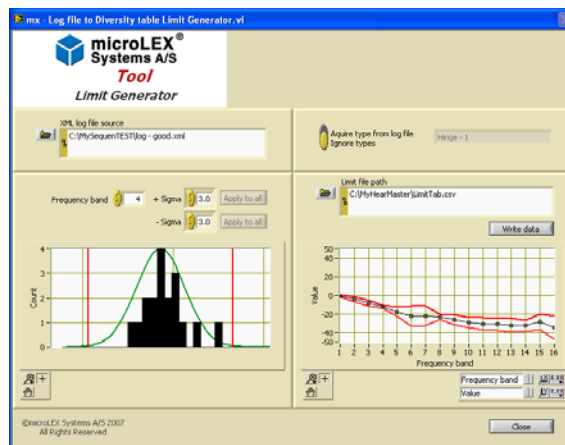 mx - Log file to Diversity table Limit Generator.vi
microLEX®
Systems A/S
Tool
Limit Generator
XML log file source
C:\MySequenTEST\log - good.xml
Aquire type from log file
Ignore types
Hinge - 1
Frequency band 4 + Sigma 3.0 Apply to all
- Sigma 3.0 Apply to all
Limit file path
C:\MyHearMaster\LimitTab.csv
Write data
4
3
2
1
0
Count
50
40
20
0
-20
-40
-50
Value
1 2 3 4 5 6 7 8 9 10 11 12 13 14 15 16
Frequency band
Frequency band
Value
©microLEX Systems A/S 2007
All Rights Reserved
Close